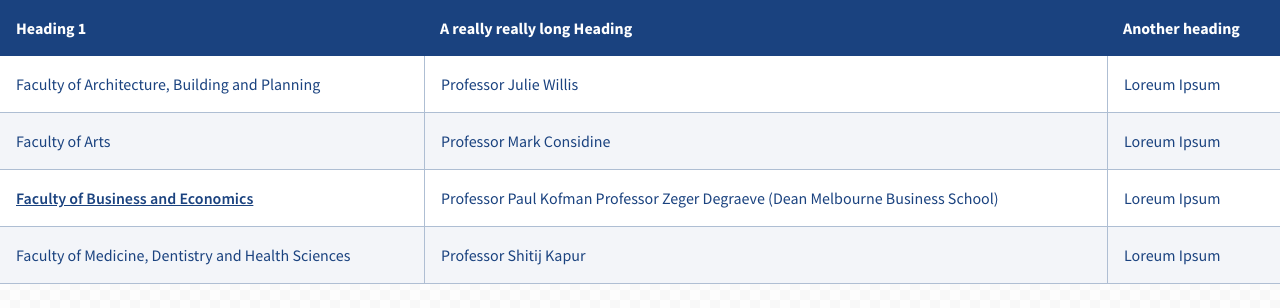 Heading 1 A really really long Heading Another heading
Faculty of Architecture, Building and Planning Professor Julie Willis Loreum Ipsum
Faculty of Arts Professor Mark Considine Loreum Ipsum
Faculty of Business and Economics Professor Paul Kofman Professor Zeger Degraeve (Dean Melbourne Business School) Loreum Ipsum
Faculty of Medicine, Dentistry and Health Sciences Professor Shitij Kapur Loreum Ipsum